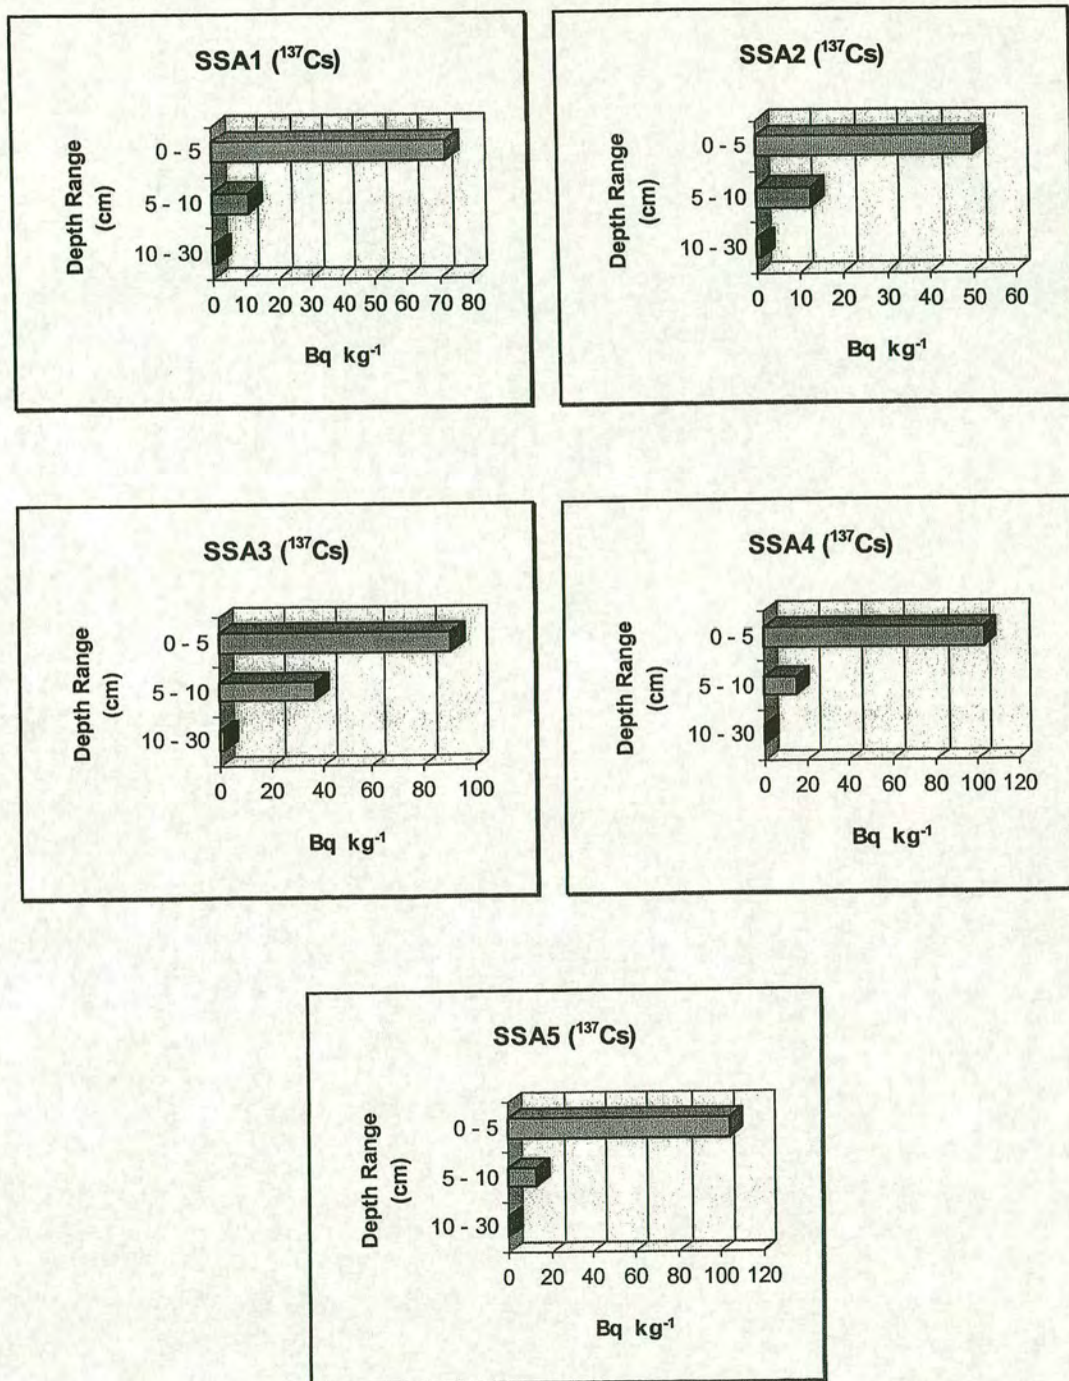 SSA1 (¹³⁷Cs)
Depth Range
(cm)
0 - 5
5 - 10
10 - 30
0 10 20 30 40 50 60 70 80
Bq kg⁻¹
SSA2 (¹³⁷Cs)
Depth Range
(cm)
0 - 5
5 - 10
10 - 30
0 10 20 30 40 50 60
Bq kg⁻¹
SSA3 (¹³⁷Cs)
Depth Range
(cm)
0 - 5
5 - 10
10 - 30
0 20 40 60 80 100
Bq kg⁻¹
SSA4 (¹³⁷Cs)
Depth Range
(cm)
0 - 5
5 - 10
10 - 30
0 20 40 60 80 100 120
Bq kg⁻¹
SSA5 (¹³⁷Cs)
Depth Range
(cm)
0 - 5
5 - 10
10 - 30
0 20 40 60 80 100 120
Bq kg⁻¹